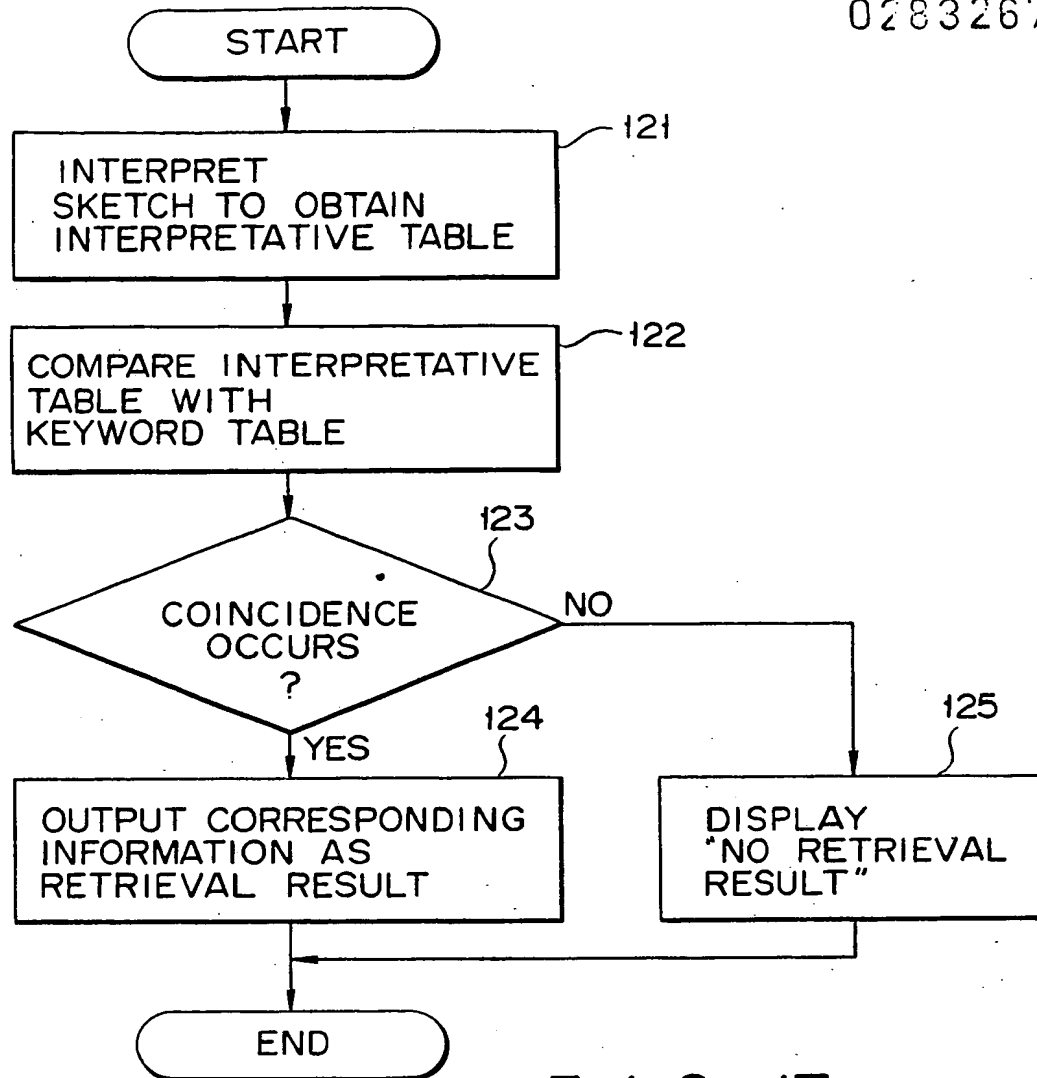 0283267
START
121
INTERPRET
SKETCH TO OBTAIN
INTERPRETATIVE TABLE
122
COMPARE INTERPRETATIVE
TABLE WITH
KEYWORD TABLE
123
COINCIDENCE
OCCURS
?
NO
YES
124
OUTPUT CORRESPONDING
INFORMATION AS
RETRIEVAL RESULT
125
DISPLAY
"NO RETRIEVAL
RESULT"
END